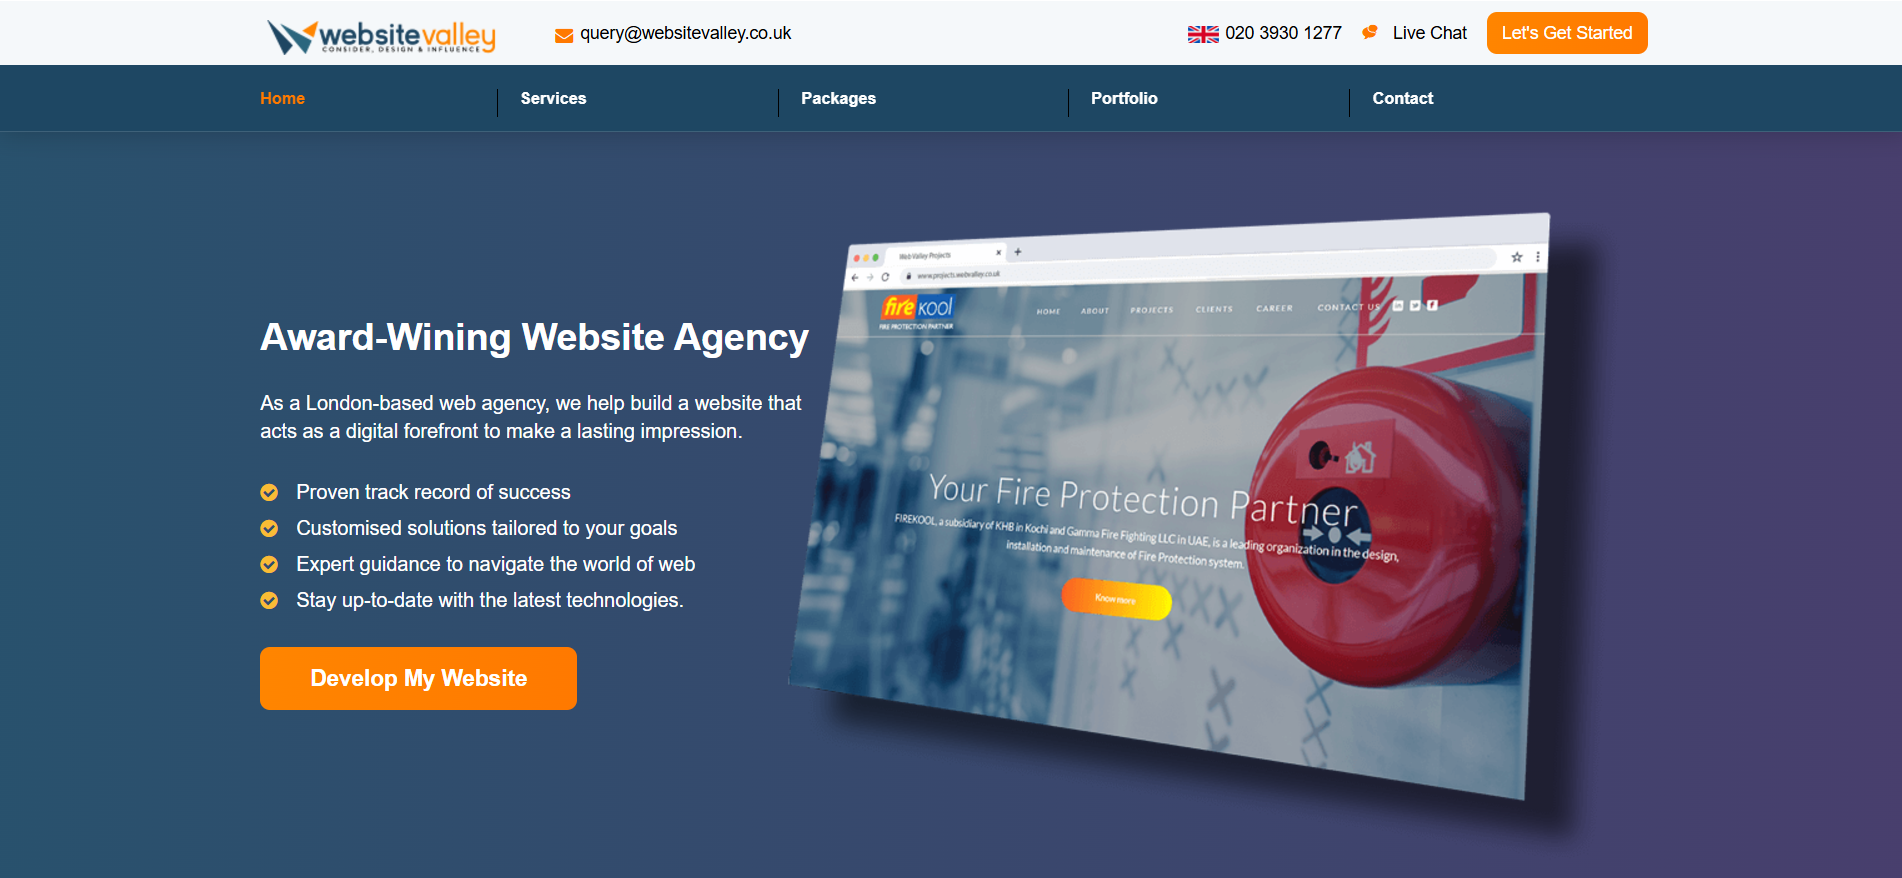 websitevalley
CONSIDER, DESIGN & INFLUENCE
query@websitevalley.co.uk
020 3930 1277
Live Chat
Let's Get Started
Home
Services
Packages
Portfolio
Contact
Award-Wining Website Agency
As a London-based web agency, we help build a website that
acts as a digital forefront to make a lasting impression.
Proven track record of success
Customised solutions tailored to your goals
Expert guidance to navigate the world of web
Stay up-to-date with the latest technologies.
Develop My Website
Web Valley Projects
www.projects.webvalley.co.uk
fire kool
FIRE PROTECTION PARTNER
HOME
ABOUT
PROJECTS
CLIENTS
CAREER
CONTACT US
Your Fire Protection Partner
FIREKOOL, a subsidiary of KHB in Kochi and Gamma Fire Fighting LLC in UAE, is a leading organization in the design,
installation and maintenance of Fire Protection system.
Know more